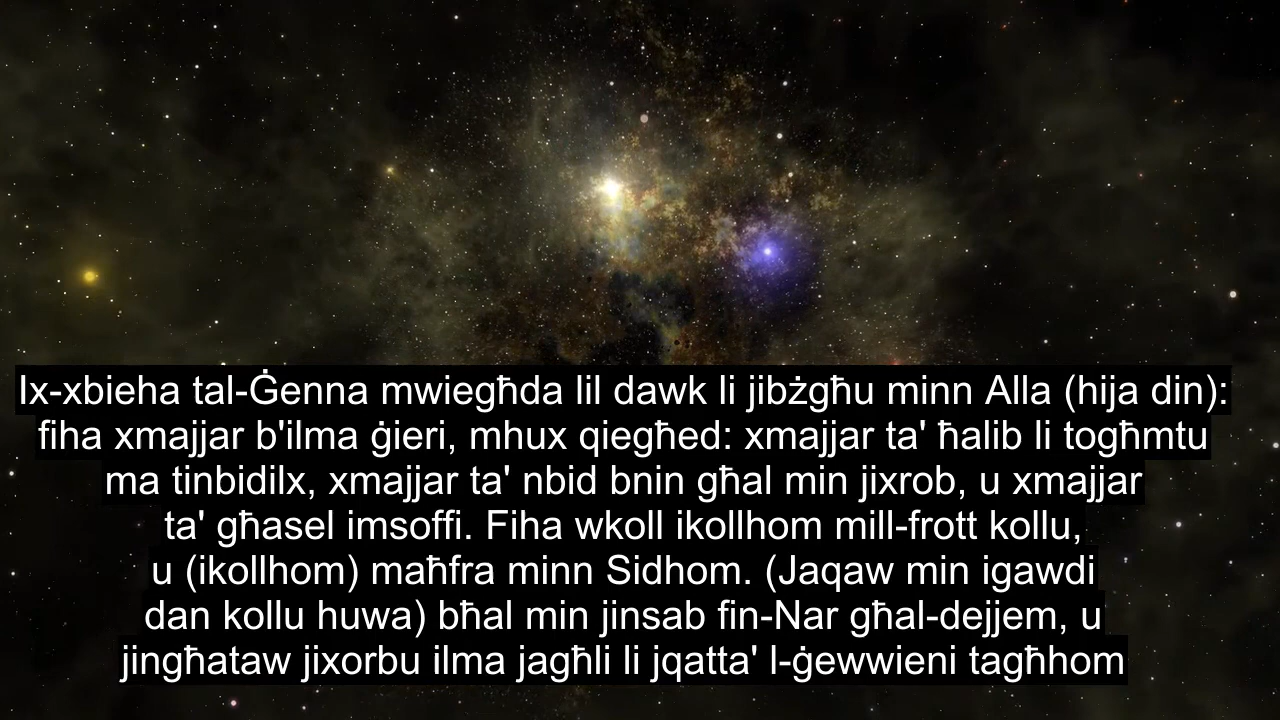 Ix-xbieha tal-Ġenna mwiegħda lil dawk li jibżgħu minn Alla (hija din):
fiha xmajjar b'ilma ġieri, mhux qiegħed: xmajjar ta' ħalib li togħmtu
ma tinbidilx, xmajjar ta' nbid bnin għal min jixrob, u xmajjar
ta' għasel imsoffi. Fiha wkoll ikollhom mill-frott kollu,
u (ikollhom) maħfra minn Sidhom. (Jaqaw min igawdi
dan kollu huwa) bħal min jinsab fin-Nar għal-dejjem, u
jingħataw jixorbu ilma jagħli li jqatta' l-ġewwieni tagħhom